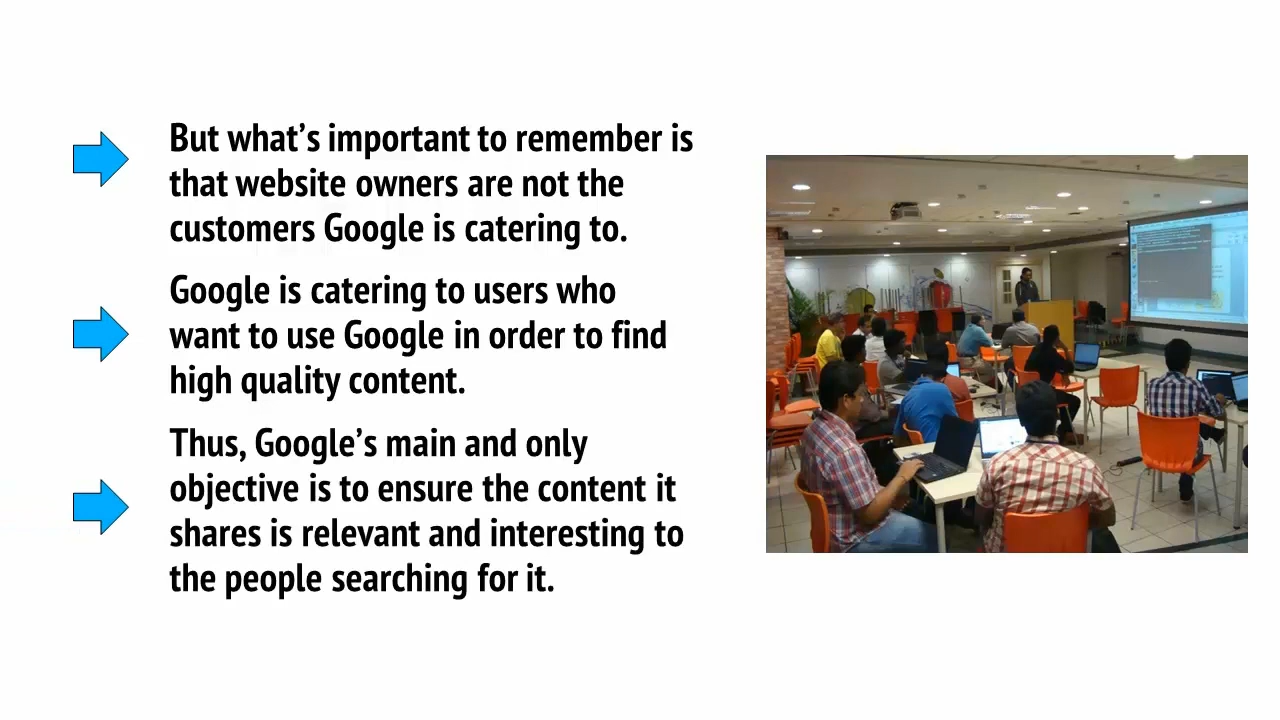 But what’s important to remember is
that website owners are not the
customers Google is catering to.
Google is catering to users who
want to use Google in order to find
high quality content.
Thus, Google’s main and only
objective is to ensure the content it
shares is relevant and interesting to
the people searching for it.